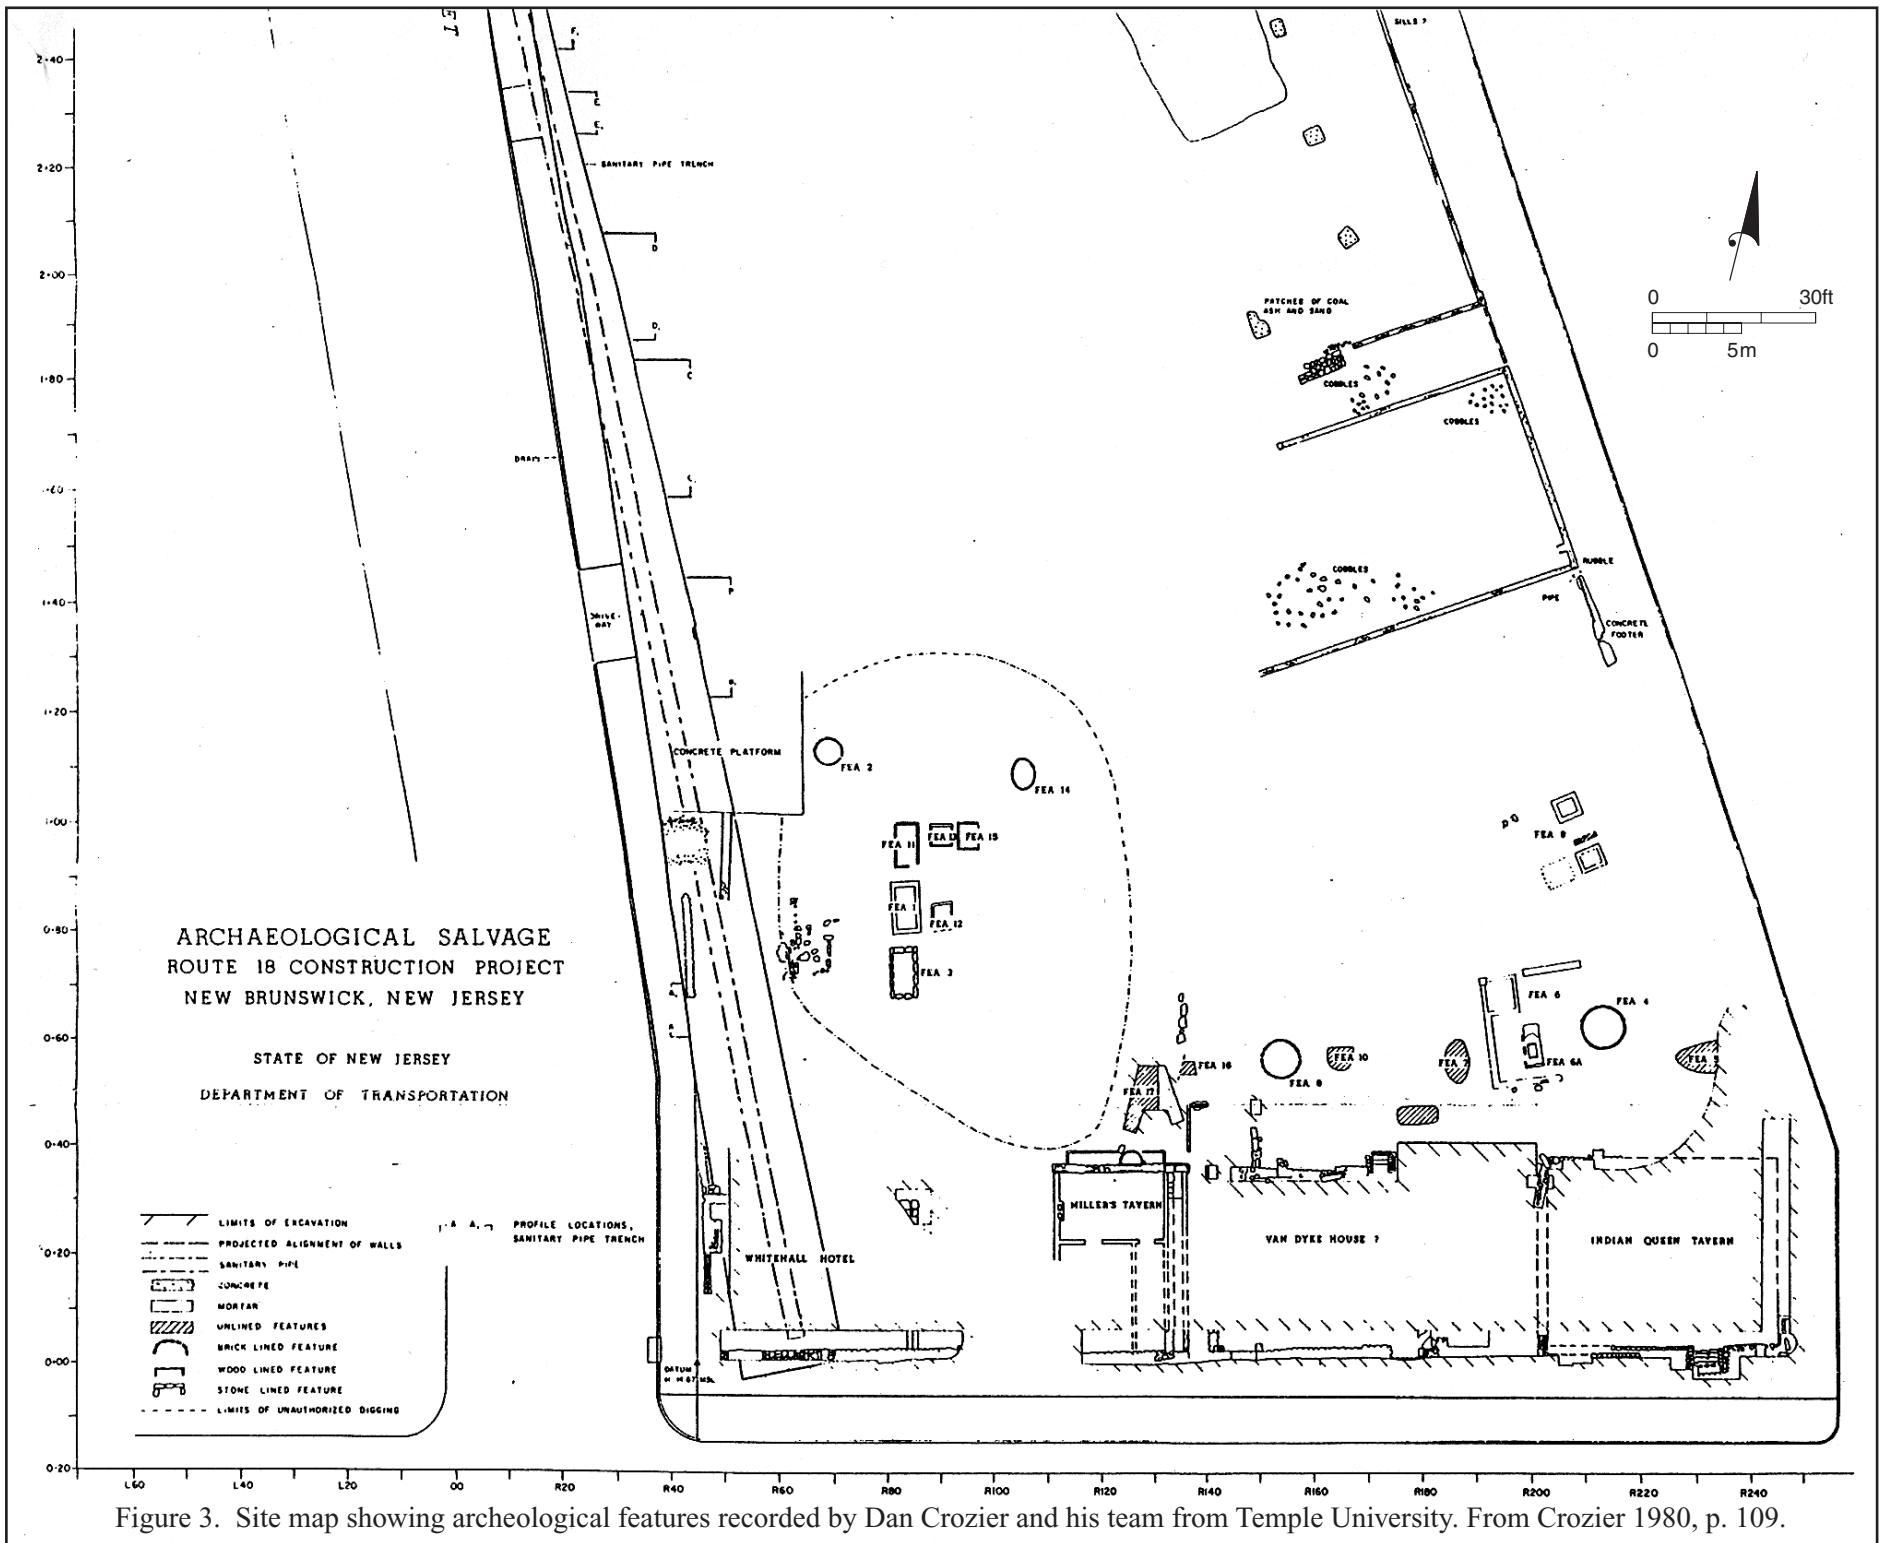 2+40
2+20
2+00
1+80
1+40
1+20
1+00
0+80
0+60
0+40
0+20
0+00
0+20
L60
L40
L20
00
R20
R40
R60
R80
R100
R120
R140
R160
R180
R200
R220
R240
SILLS ?
E
E,
SANITARY PIPE TRENCH
D
D,
C
C,
DRAIN
DRIVE-
WAY
PATCHES OF COAL
ASH AND SAND
COBBLES
COBBLES
COBBLES
RUBBLE
PIPE
CONCRETE
FOOTER
0 30ft
0 5m
CONCRETE PLATFORM
FEA 2
FEA 14
FEA 11
FEA 13
FEA 15
FEA 1
FEA 12
FEA 3
FEA 9
FEA 6
FEA 4
FEA 16
FEA 10
FEA 7
FEA 6A
FEA 5
FEA 8
FEA 17
ARCHAEOLOGICAL SALVAGE
ROUTE 18 CONSTRUCTION PROJECT
NEW BRUNSWICK, NEW JERSEY
STATE OF NEW JERSEY
DEPARTMENT OF TRANSPORTATION
MILLER'S TAVERN
VAN DYKE HOUSE ?
INDIAN QUEEN TAVERN
WHITEHALL HOTEL
LIMITS OF EXCAVATION
PROJECTED ALIGNMENT OF WALLS
SANITARY PIPE
CONCRETE
MORTAR
UNLINED FEATURES
BRICK LINED FEATURE
WOOD LINED FEATURE
STONE LINED FEATURE
LIMITS OF UNAUTHORIZED DIGGING
A A, PROFILE LOCATIONS,
SANITARY PIPE TRENCH
DATUM
Figure 3. Site map showing archeological features recorded by Dan Crozier and his team from Temple University. From Crozier 1980, p. 109.